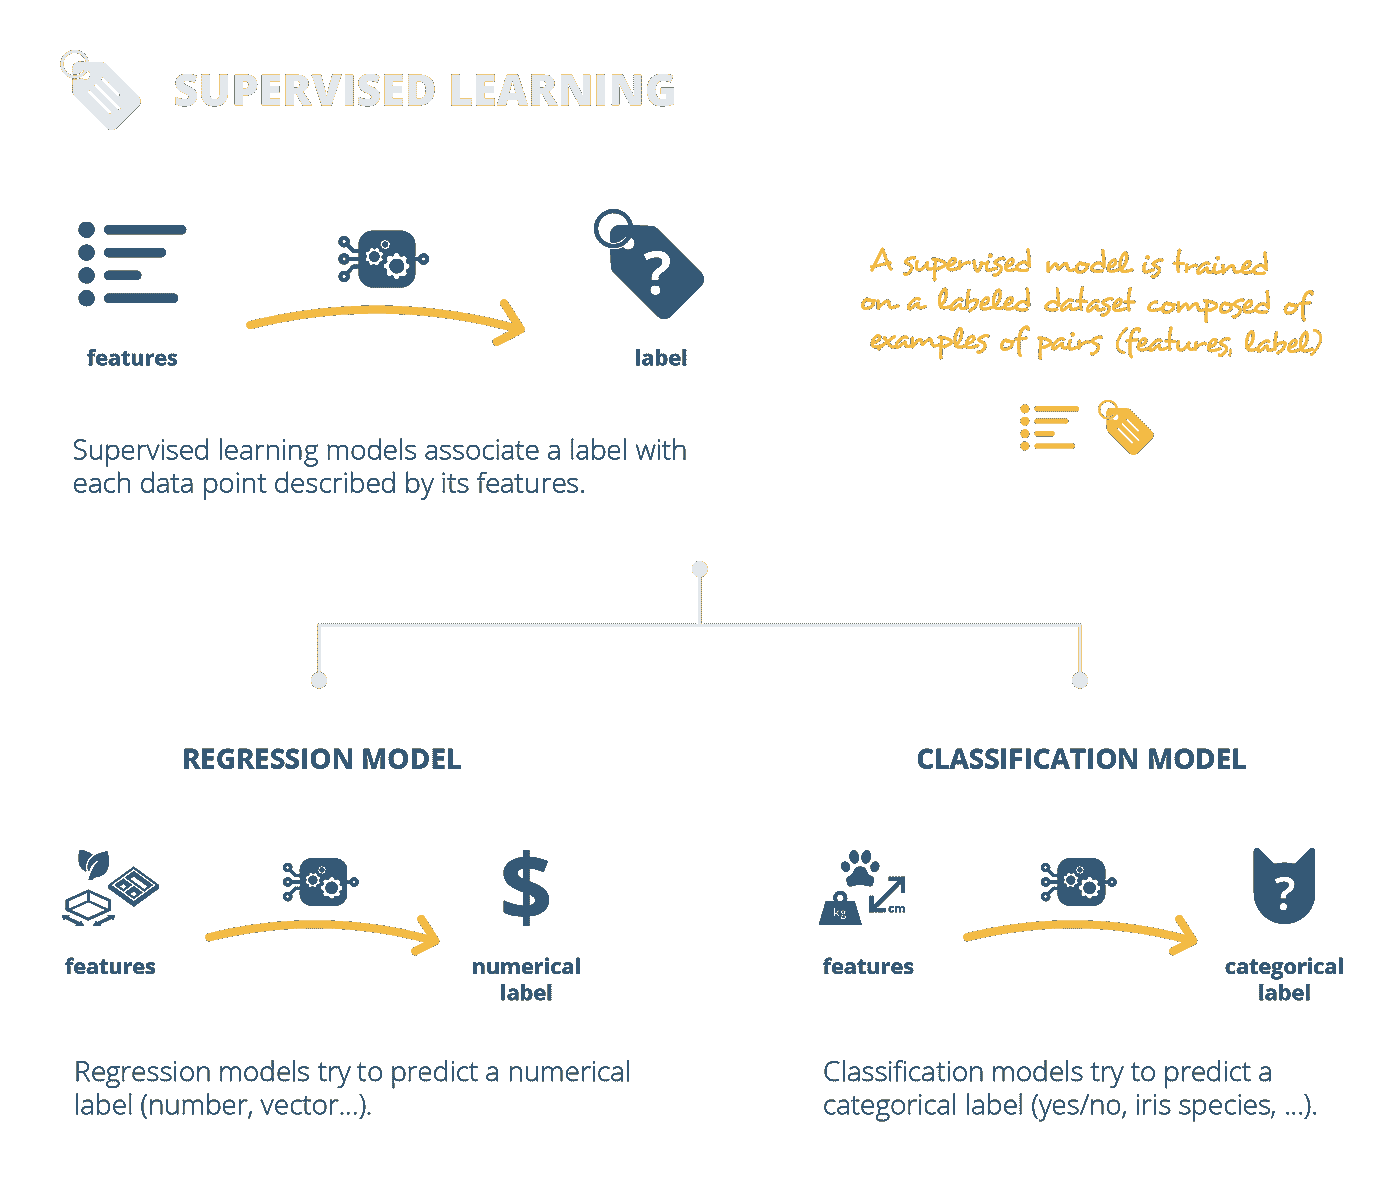 SUPERVISED LEARNING
features
?
label
A supervised model is trained
on a labeled dataset composed of
examples of pairs (features, label)
Supervised learning models associate a label with
each data point described by its features.
REGRESSION MODEL
CLASSIFICATION MODEL
$
features
numerical
label
kg
cm
?
features
categorical
label
Regression models try to predict a numerical
label (number, vector...).
Classification models try to predict a
categorical label (yes/no, iris species, ...).